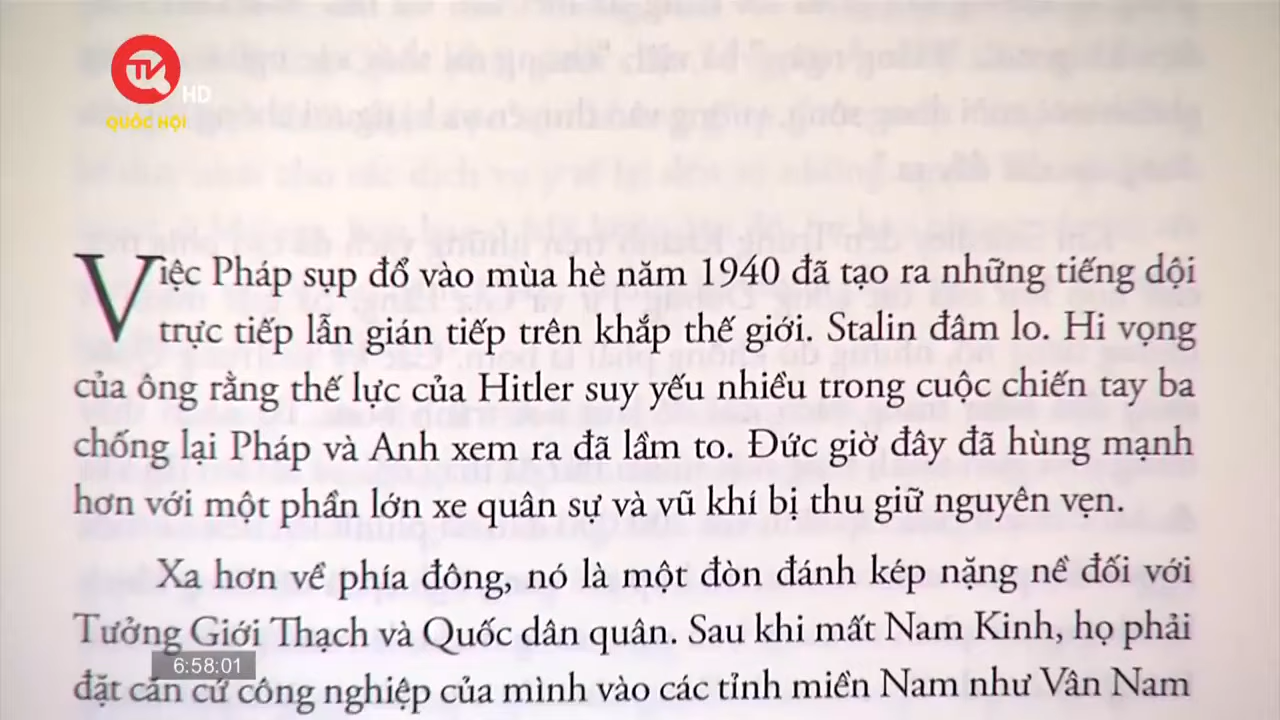 TV
HD
QUỐC HỘI
Việc Pháp sụp đổ vào mùa hè năm 1940 đã tạo ra những tiếng dội
trực tiếp lẫn gián tiếp trên khắp thế giới. Stalin đâm lo. Hi vọng
của ông rằng thế lực của Hitler suy yếu nhiều trong cuộc chiến tay ba
chống lại Pháp và Anh xem ra đã lầm to. Đức giờ đây đã hùng mạnh
hơn với một phần lớn xe quân sự và vũ khí bị thu giữ nguyên vẹn.
Xa hơn về phía đông, nó là một đòn đánh kép nặng nề đối với
Tưởng Giới Thạch và Quốc dân quân. Sau khi mất Nam Kinh, họ phải
6:58:01
đặt căn cứ công nghiệp của mình vào các tỉnh miền Nam như Vân Nam